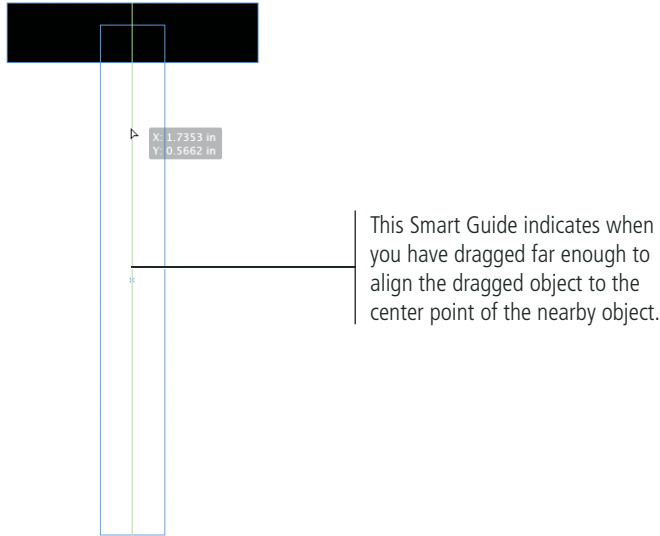 X: 1.7353 in
Y: 0.5662 in
This Smart Guide indicates when
you have dragged far enough to
align the dragged object to the
center point of the nearby object.